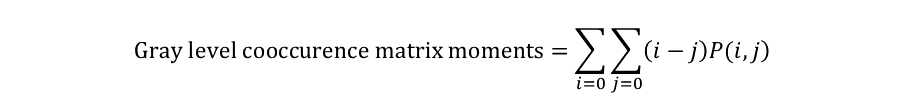 Gray level cooccurence matrix moments = ∑_{i=0} ∑_{j=0} (i − j)P(i, j)